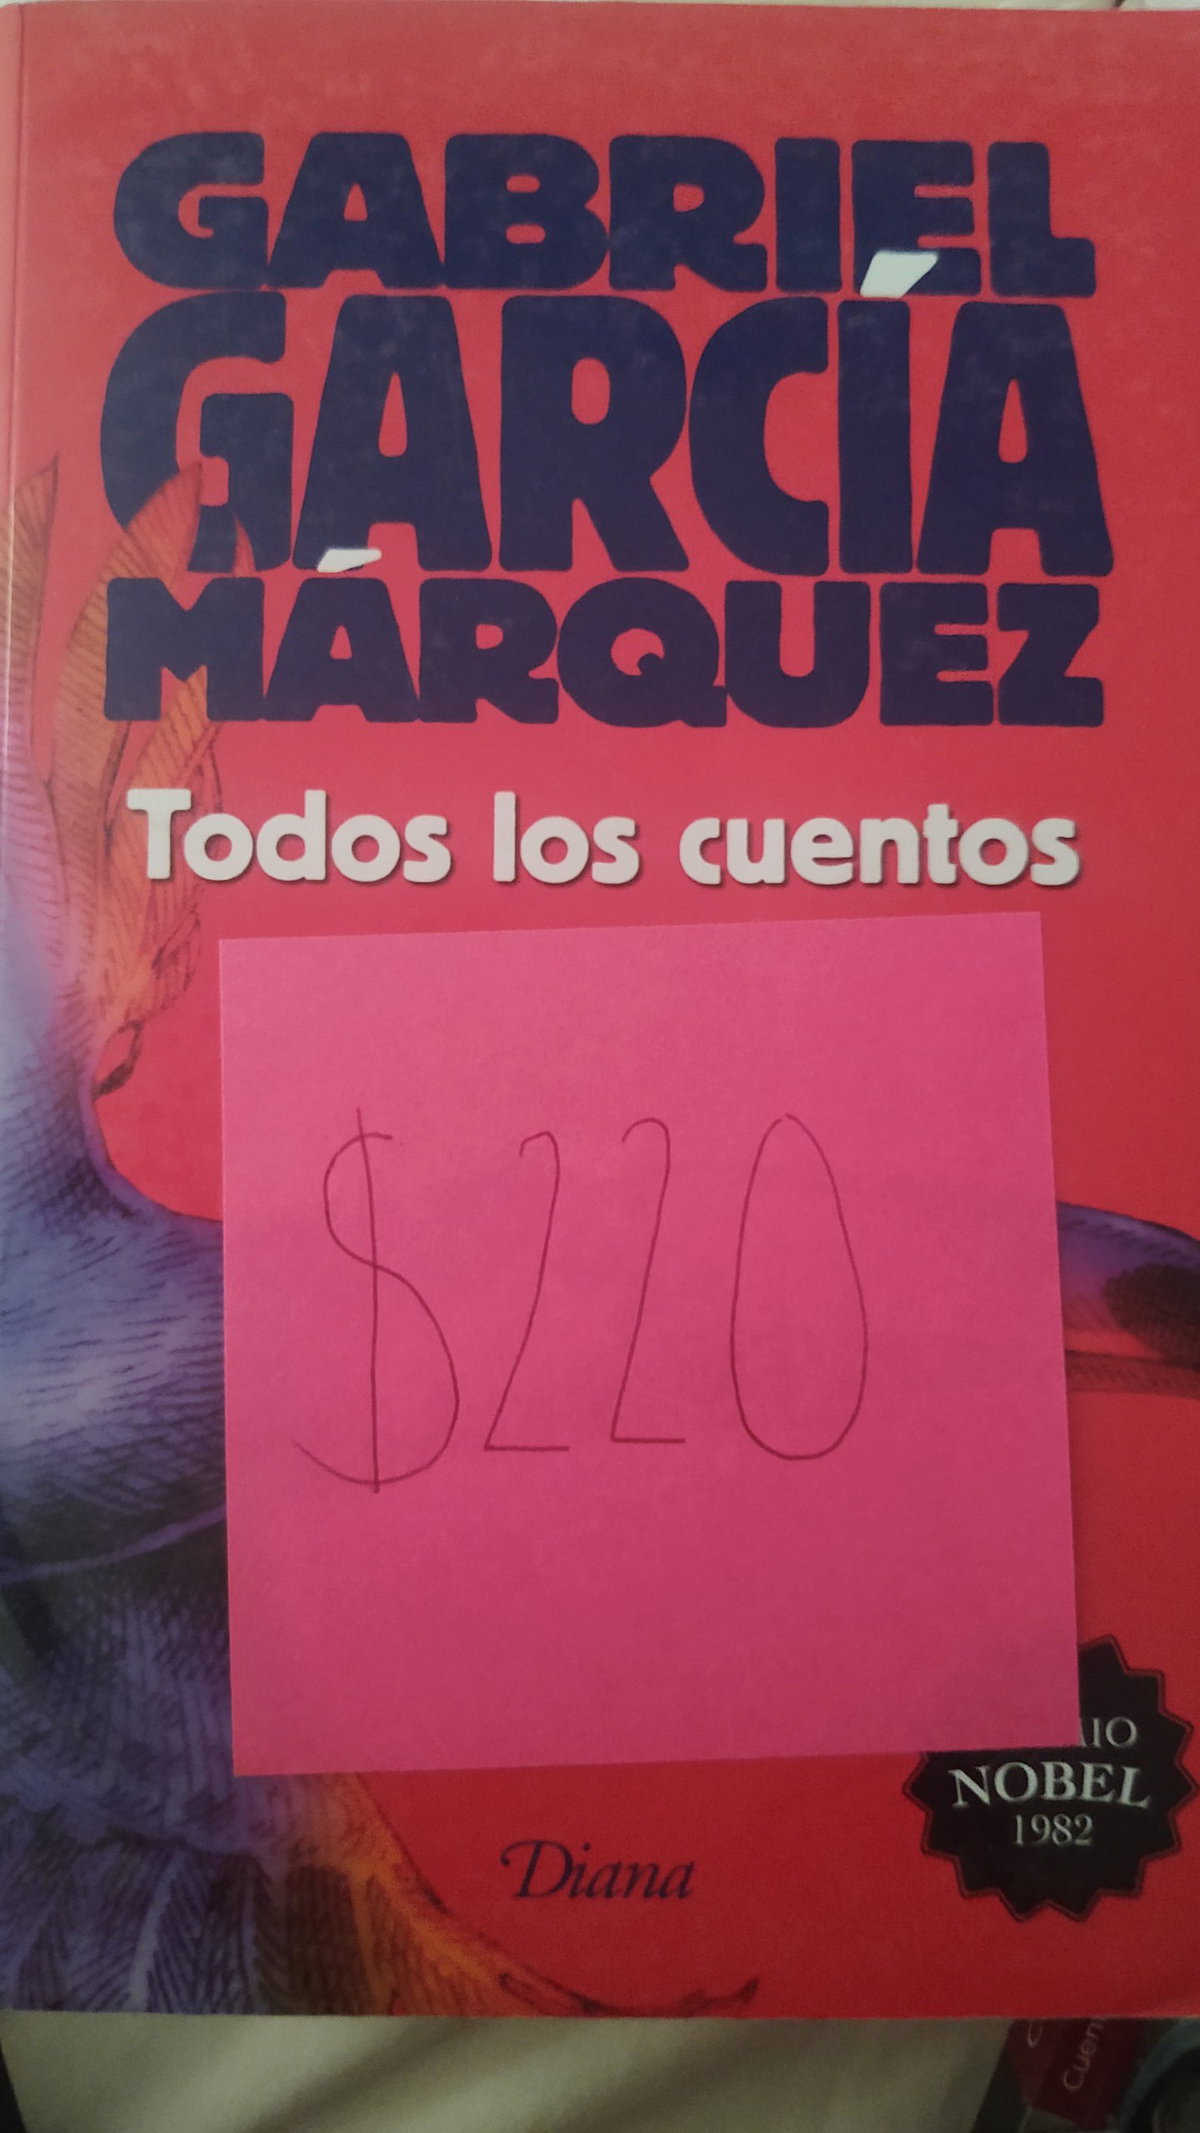 GABRIEL
GARCÍA
MÁRQUEZ
Todos los cuentos
$220
NOBEL
1982
Diana